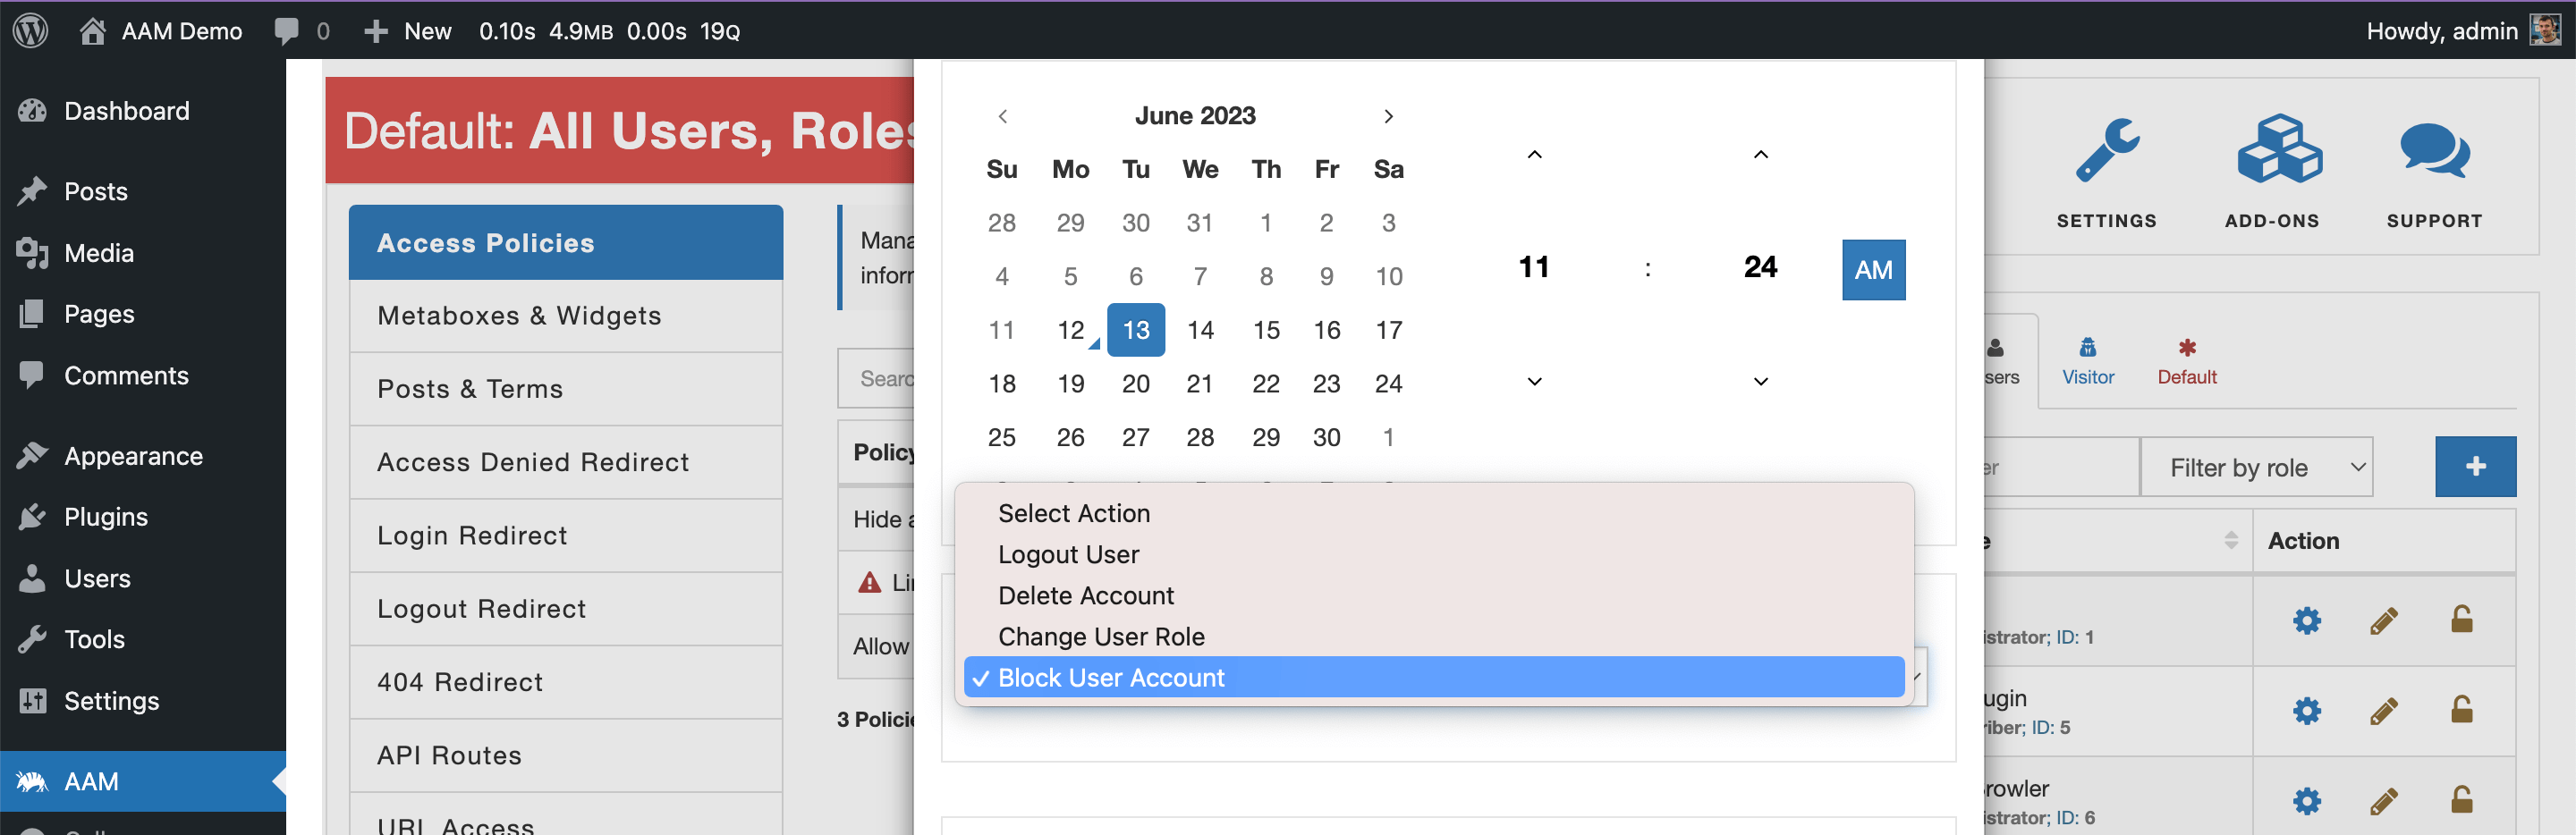 AAM Demo 0 New 0.10s 4.9MB 0.00s 19Q
Howdy, admin
Dashboard
Posts
Media
Pages
Comments
Appearance
Plugins
Users
Tools
Settings
AAM
Default: All Users, Roles
Access Policies
Metaboxes & Widgets
Posts & Terms
Access Denied Redirect
Login Redirect
Logout Redirect
404 Redirect
API Routes
URL Access
Mana
infor
Searc
Policy
Hide a
Lin
Allow
3 Policie
June 2023
Su Mo Tu We Th Fr Sa
28 29 30 31 1 2 3
4 5 6 7 8 9 10
11 12 13 14 15 16 17
18 19 20 21 22 23 24
25 26 27 28 29 30 1
11 : 24 AM
Select Action
Logout User
Delete Account
Change User Role
✓ Block User Account
SETTINGS ADD-ONS SUPPORT
sers Visitor Default
er Filter by role +
e Action
istrator; ID: 1
ugin
riber; ID: 5
rowler
istrator; ID: 6